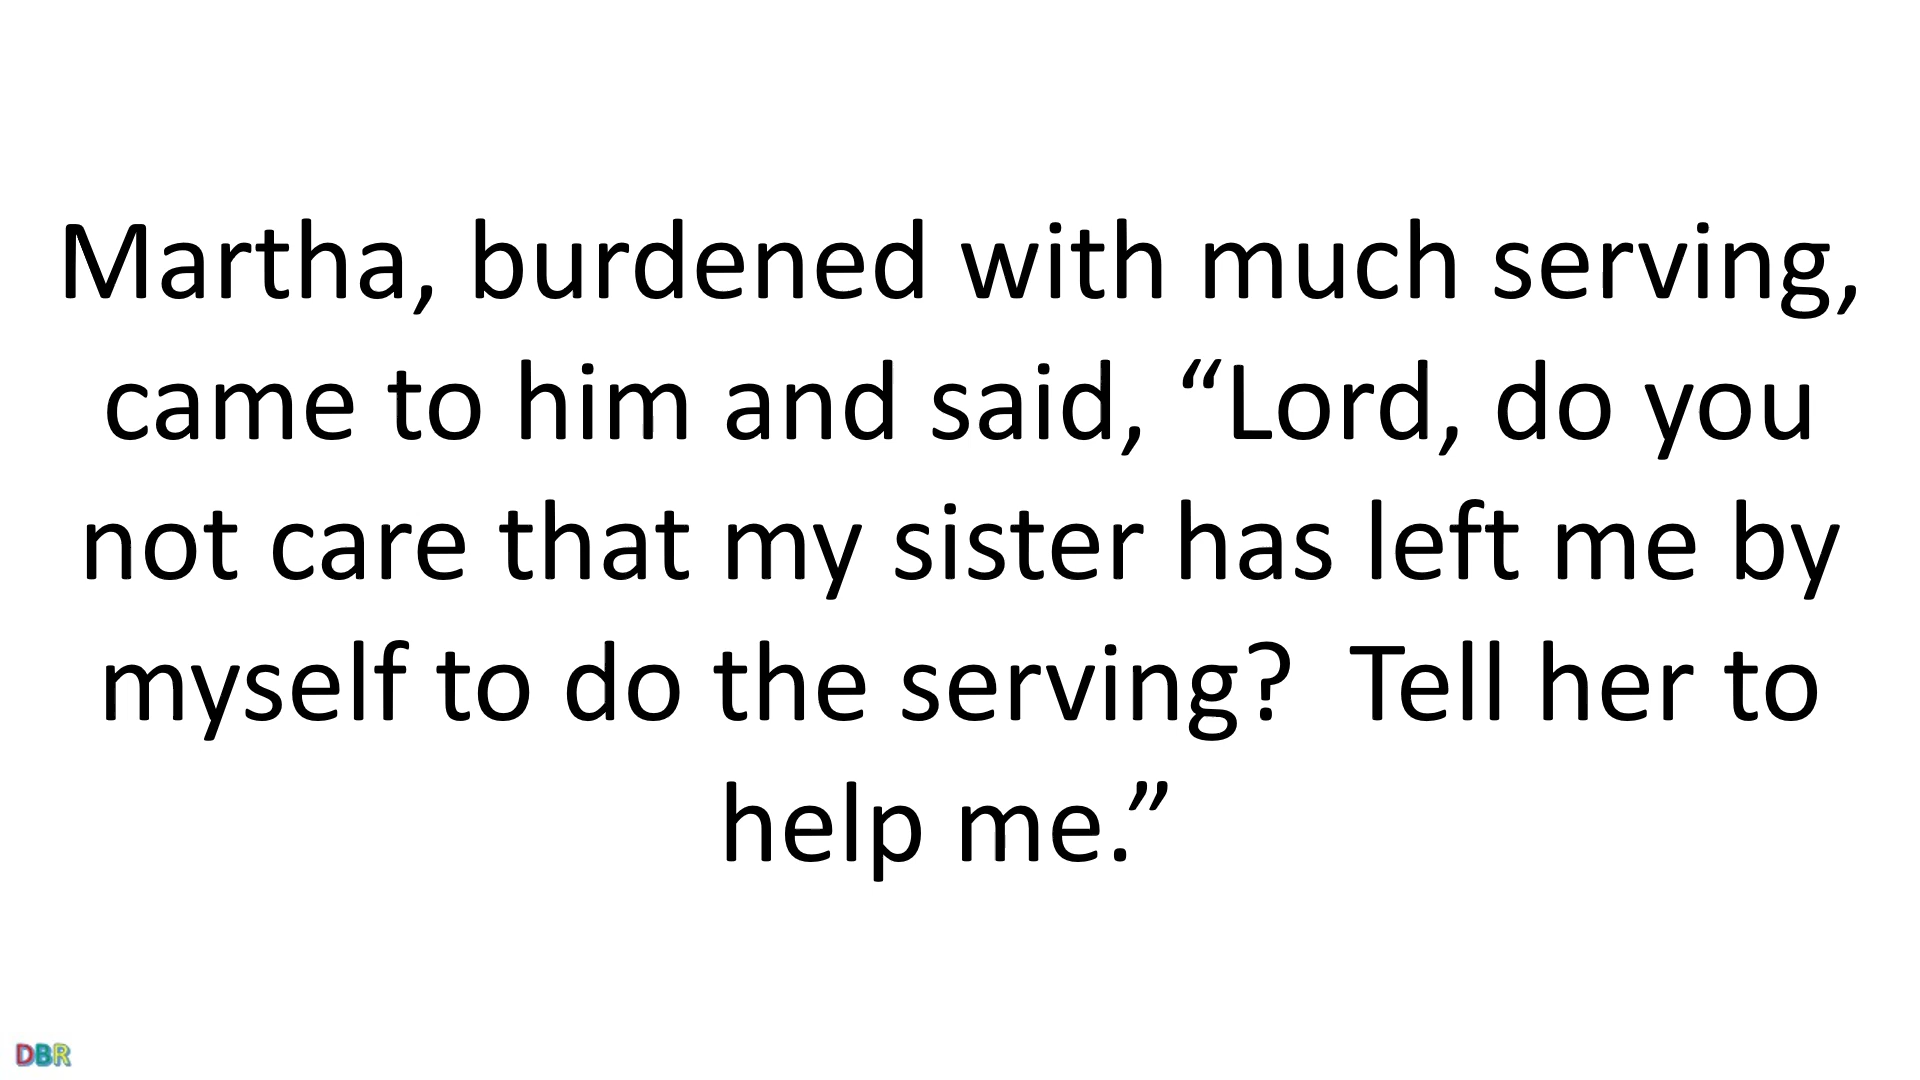 Martha, burdened with much serving,
came to him and said, “Lord, do you
not care that my sister has left me by
myself to do the serving?  Tell her to
help me.”
DBR